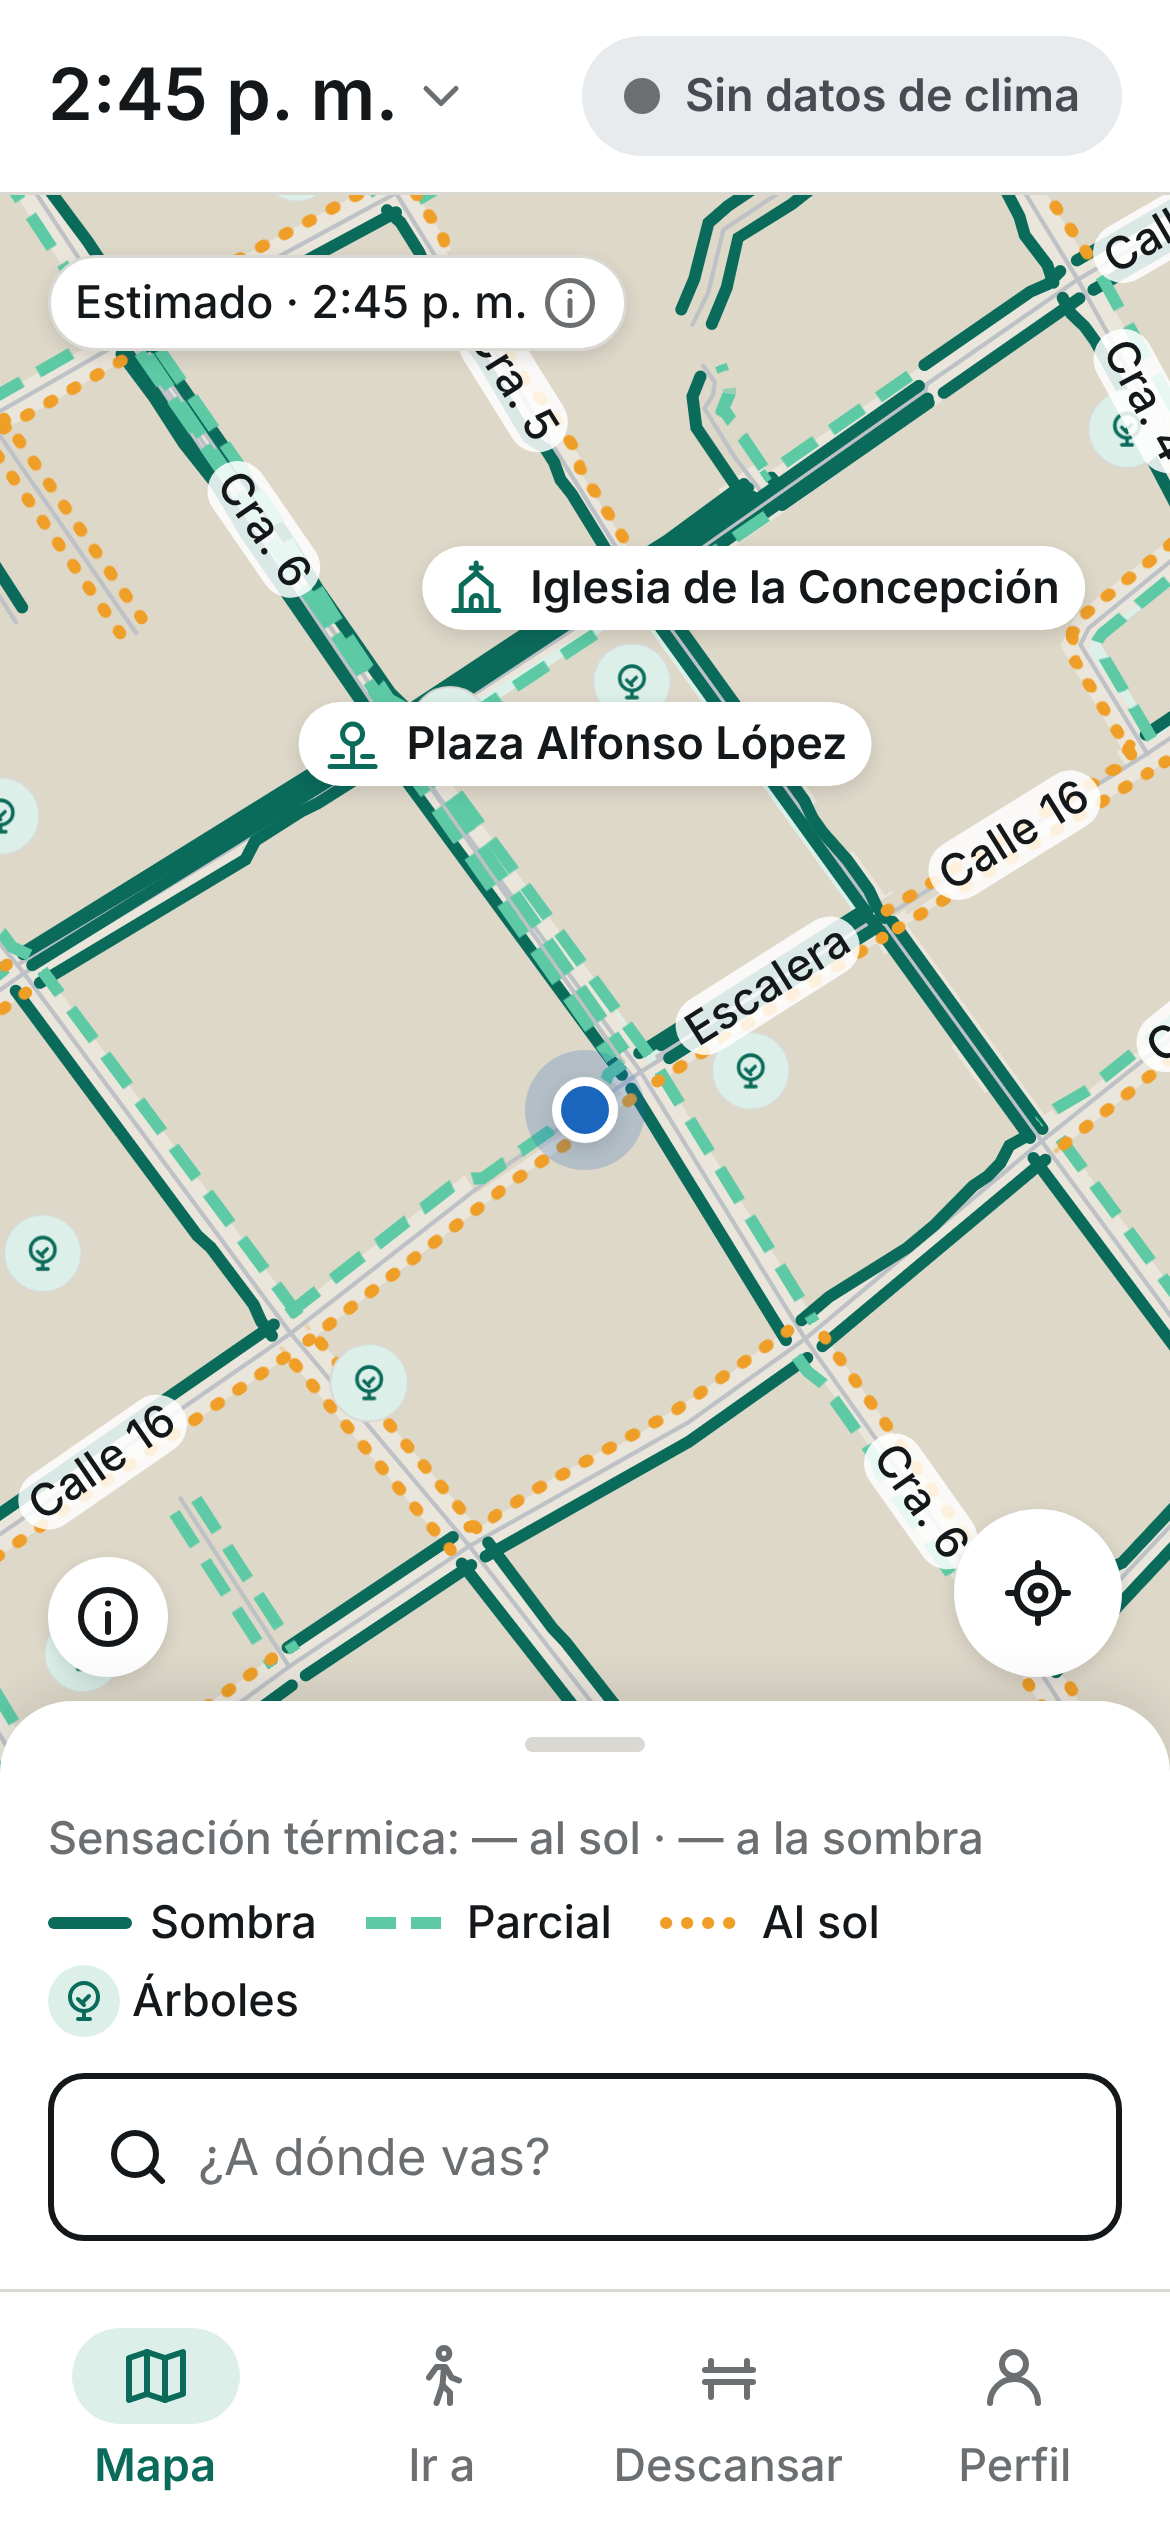 2:45 p. m.
Sin datos de clima
Estimado · 2:45 p. m.
Cra. 5
Cra. 6
Cra. 4
Iglesia de la Concepción
Plaza Alfonso López
Calle 16
Escalera
Calle 16
Cra. 6
Sensación térmica: — al sol · — a la sombra
Sombra Parcial Al sol
Árboles
¿A dónde vas?
Mapa Ir a Descansar Perfil